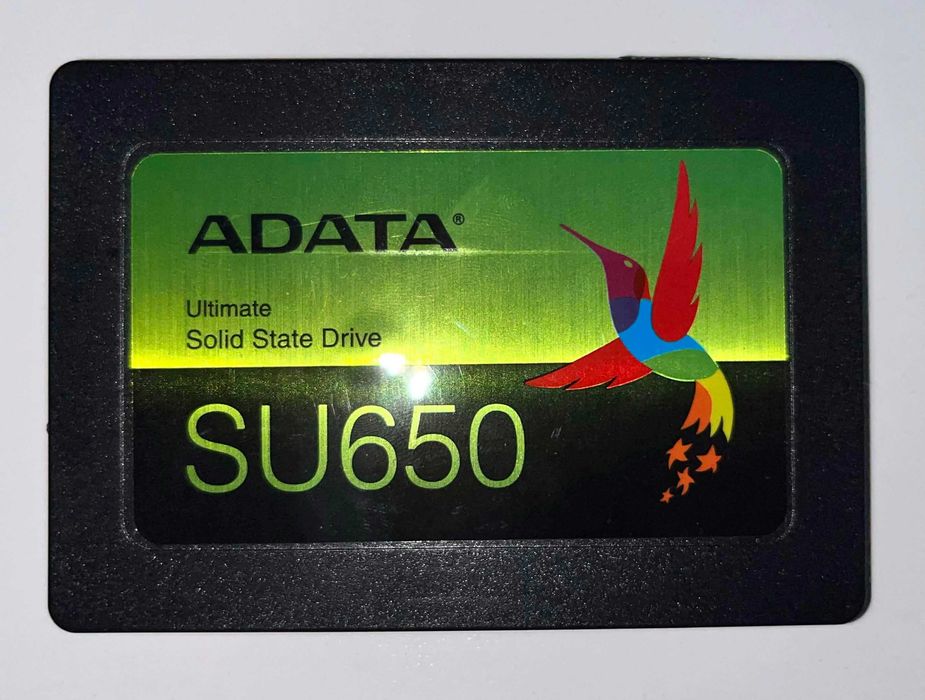 ADATA®
Ultimate
Solid State Drive
SU650